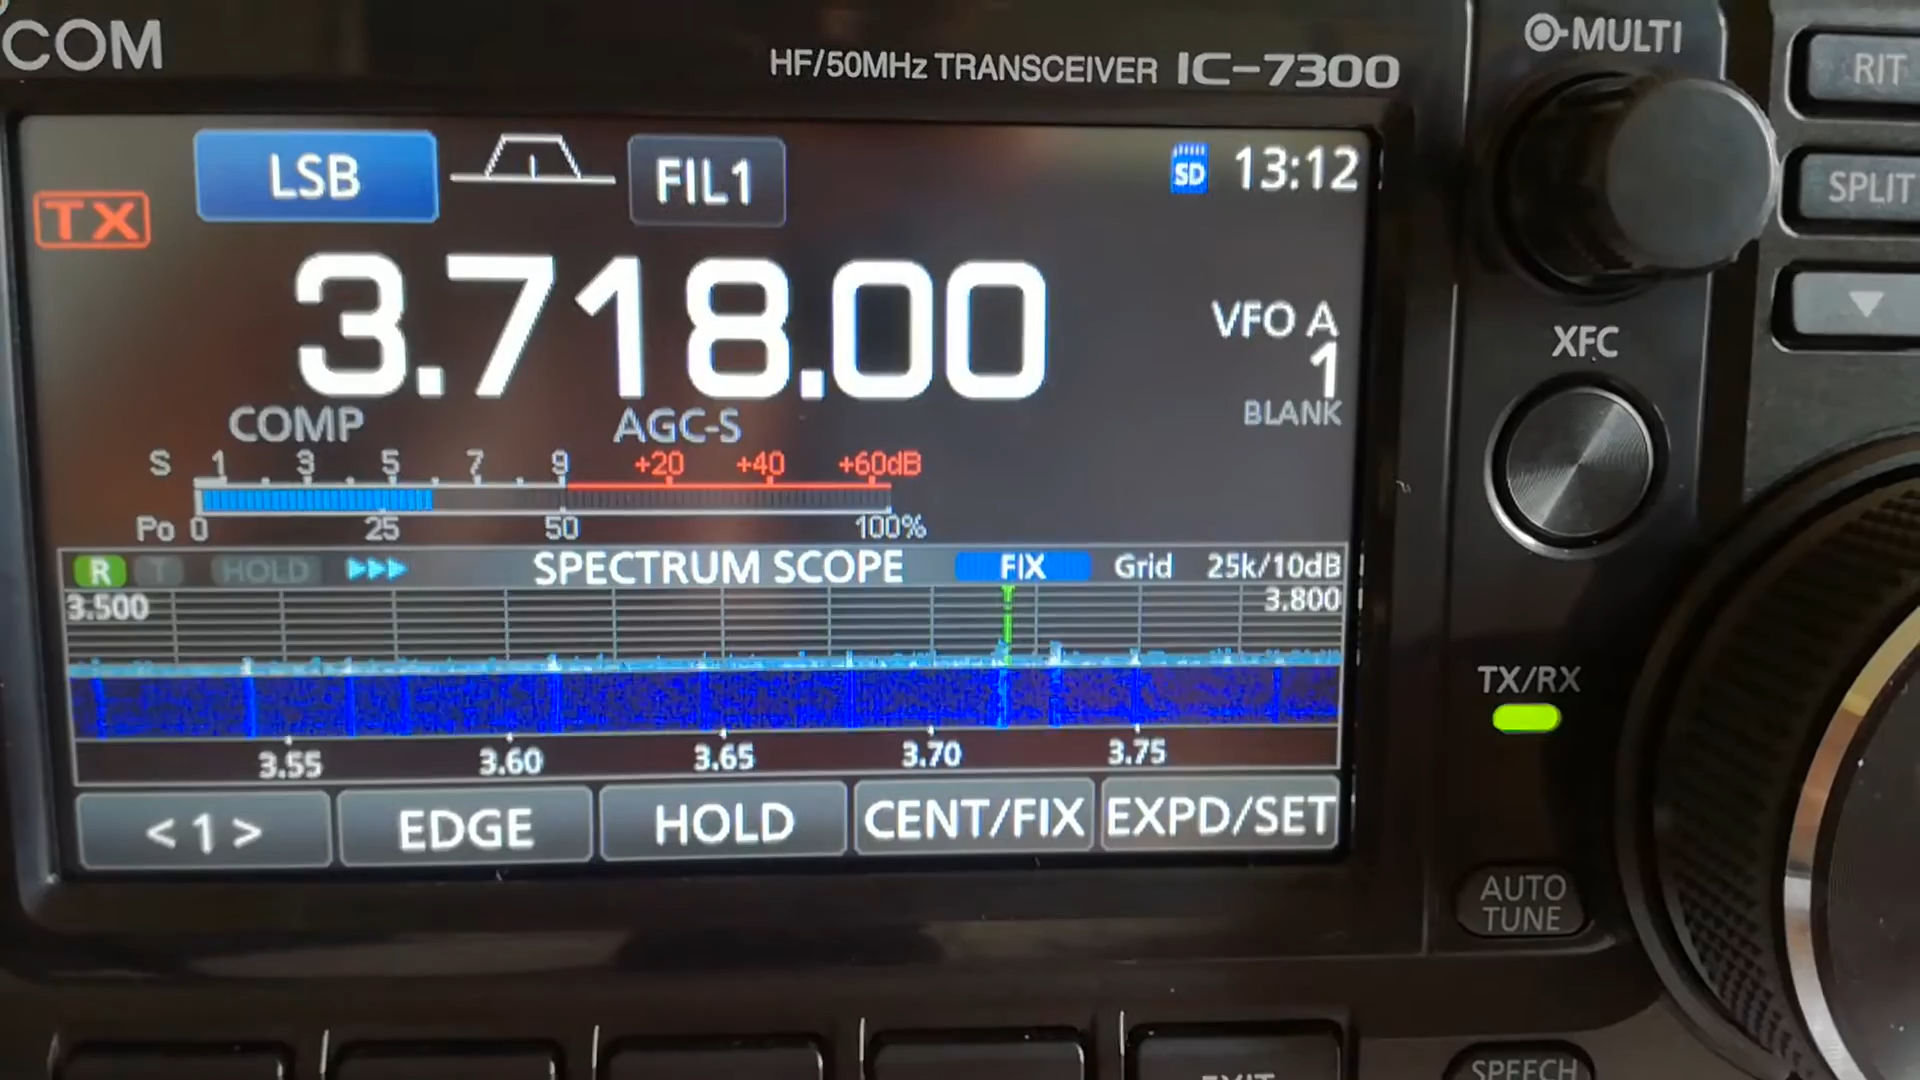 COM
HF/50MHz TRANSCEIVER IC-7300
MULTI
RIT
SPLIT
TX
LSB
FIL1
SD 13:12
3.718.00
VFO A
1
BLANK
XFC
COMP AGC-S
S 1 3 5 7 9 +20 +40 +60dB
Po 0 25 50 100%
R T HOLD SPECTRUM SCOPE FIX Grid 25k/10dB
3.500 3.800
3.55 3.60 3.65 3.70 3.75
TX/RX
<1> EDGE HOLD CENT/FIX EXPD/SET
AUTO
TUNE
EXIT
SPEECH